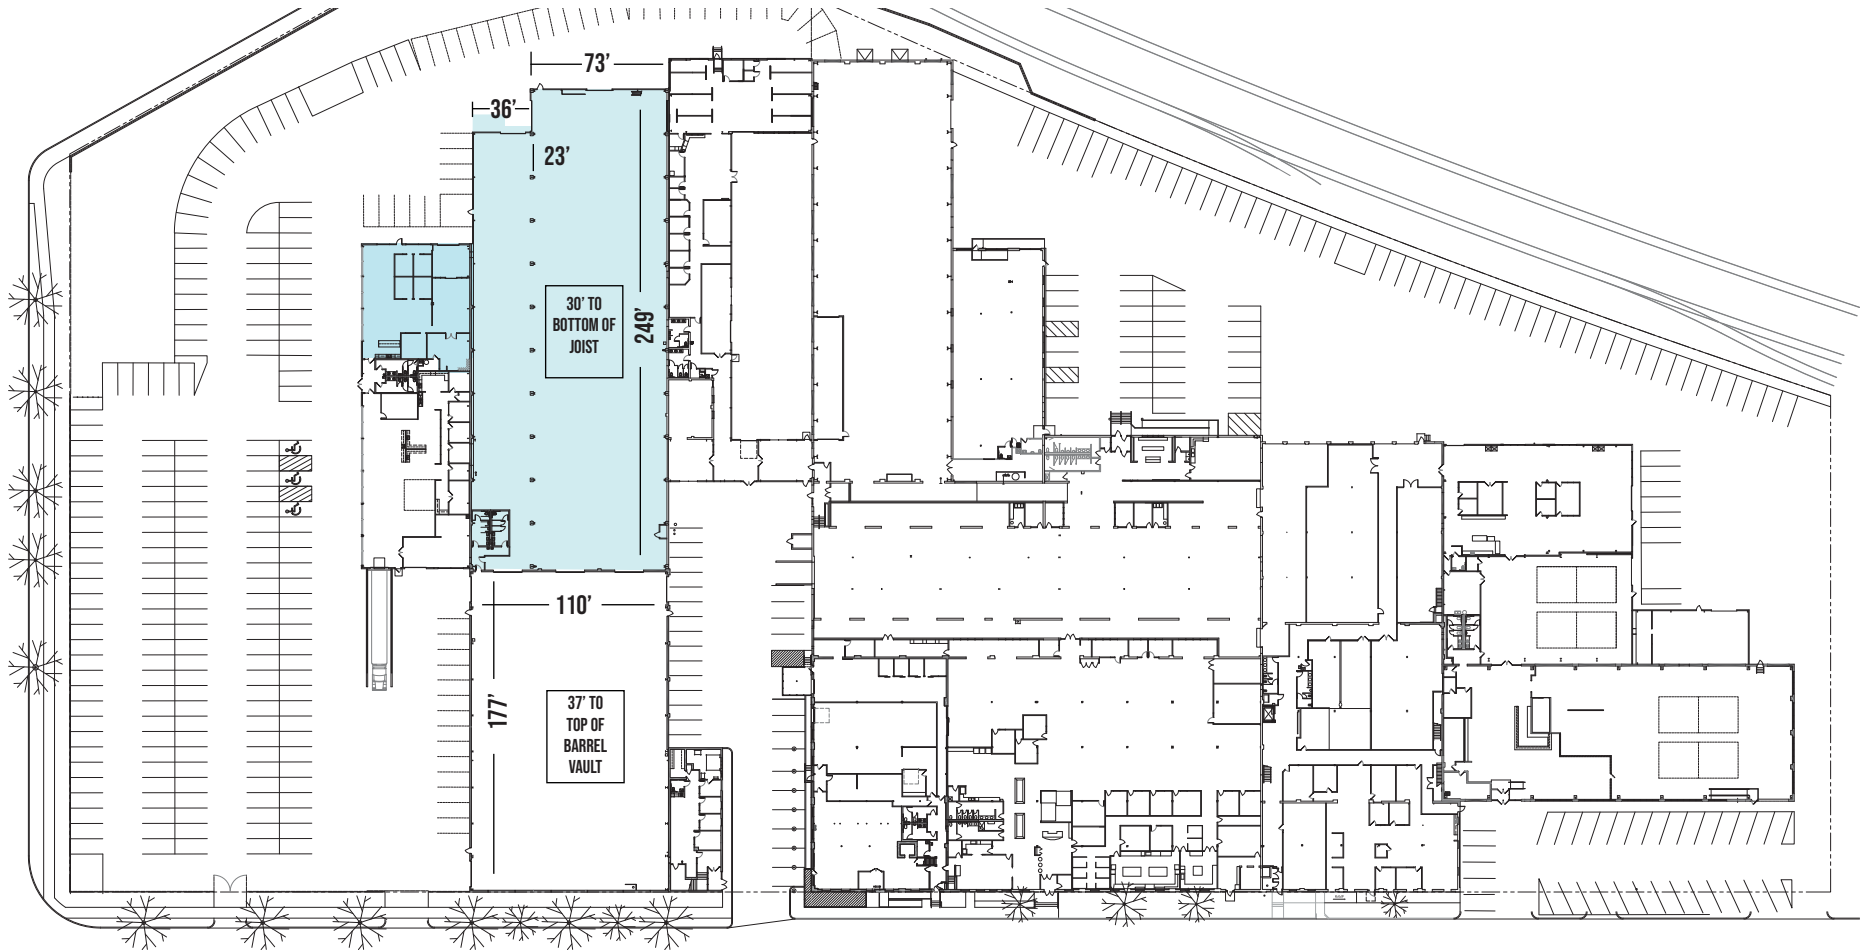 73’
36’
23’
30’ TO
BOTTOM OF
JOIST
249’
110’
177’
37’ TO
TOP OF
BARREL
VAULT